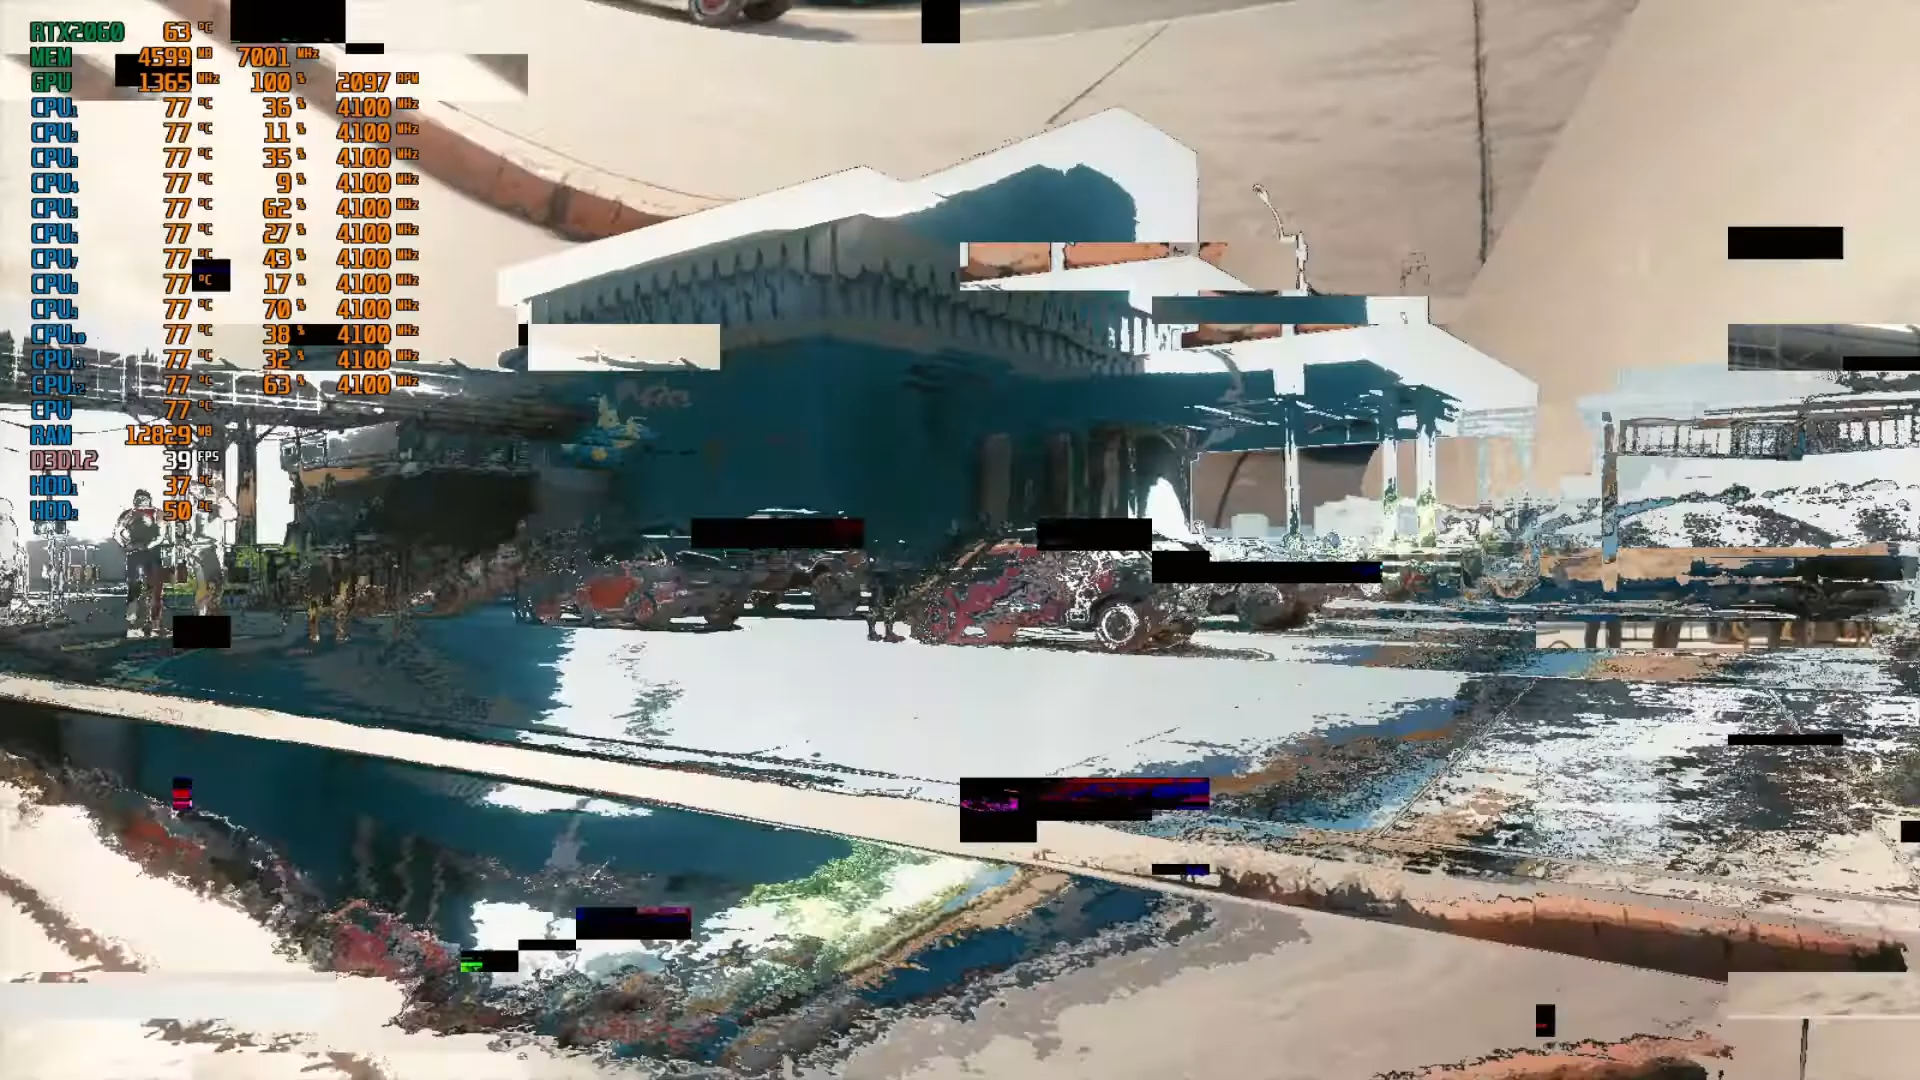 RTX2060 63 °C
MEM 4599 MB 7001 MHz
GPU 1365 MHz 100 % 2097 RPM
CPU1 77 °C 36 % 4100 MHz
CPU2 77 °C 11 % 4100 MHz
CPU3 77 °C 35 % 4100 MHz
CPU4 77 °C 9 % 4100 MHz
CPU5 77 °C 62 % 4100 MHz
CPU6 77 °C 27 % 4100 MHz
CPU7 77 °C 43 % 4100 MHz
CPU8 77 °C 17 % 4100 MHz
CPU9 77 °C 70 % 4100 MHz
CPU10 77 °C 38 % 4100 MHz
CPU11 77 °C 32 % 4100 MHz
CPU12 77 °C 63 % 4100 MHz
CPU 77 °C
RAM 12829 MB
D3D12 39 FPS
HDD1 37 °C
HDD2 50 °C